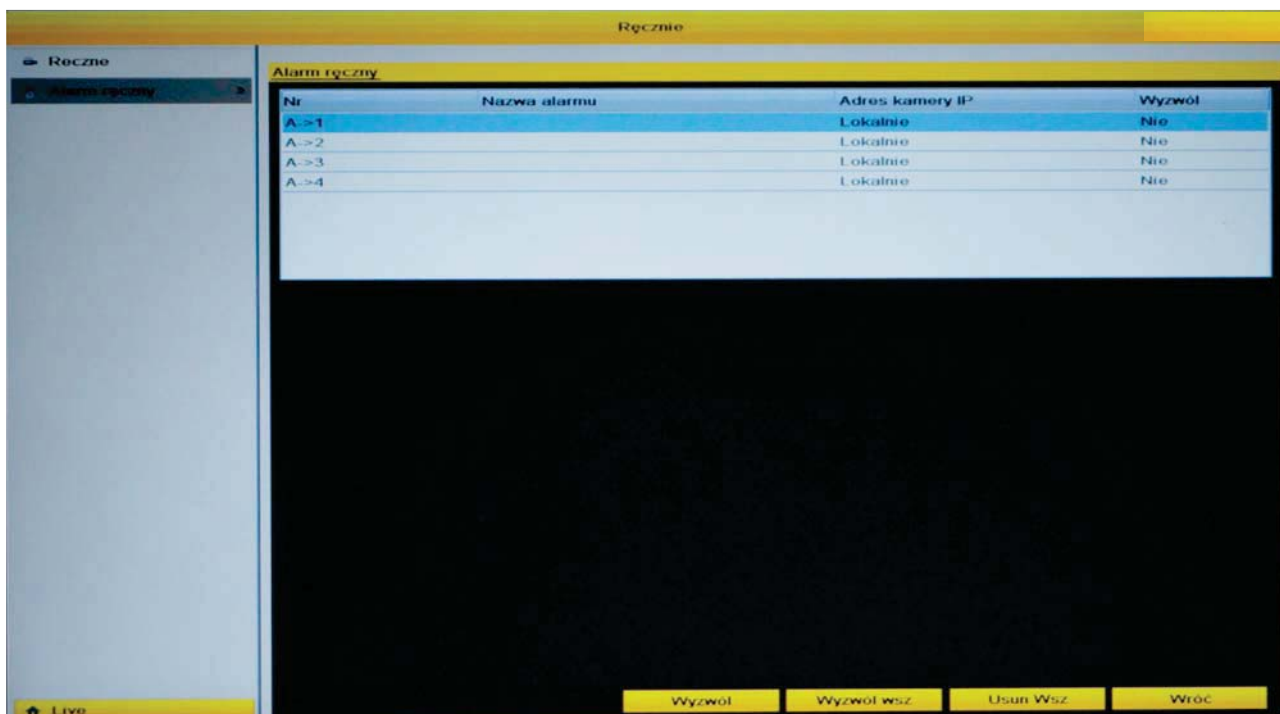 Ręcznie
Reczne
Alarm ręczny
Alarm ręczny
Nr Nazwa alarmu Adres kamery IP Wyzwól
A->1 Lokalnie Nie
A->2 Lokalnie Nie
A->3 Lokalnie Nie
A->4 Lokalnie Nie
Wyzwól Wyzwól wsz Usun Wsz Wróć
Live